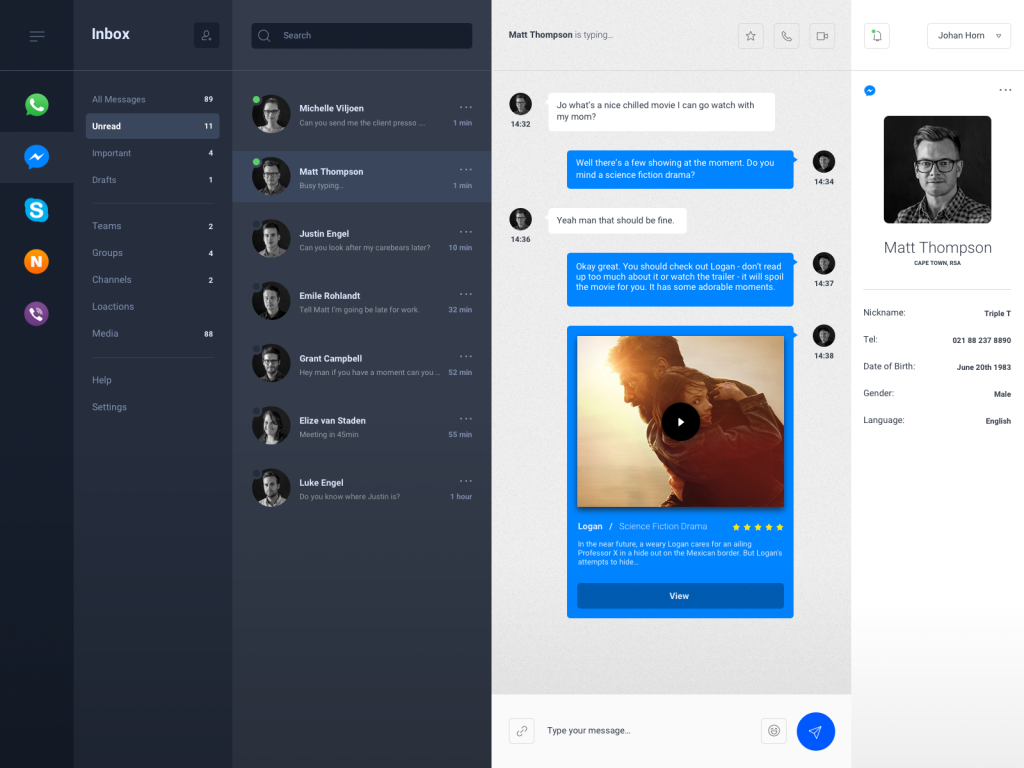 Inbox
All Messages 89
Unread 11
Important 4
Drafts 1
Teams 2
Groups 4
Channels 2
Loactions
Media 88
Help
Settings
N
Search
Michelle Viljoen
Can you send me the client presso ... 1 min
Matt Thompson
Busy typing... 1 min
Justin Engel
Can you look after my carebears later? 10 min
Emile Rohlandt
Tell Matt I'm going be late for work. 32 min
Grant Campbell
Hey man if you have a moment can you ... 52 min
Elize van Staden
Meeting in 45min 55 min
Luke Engel
Do you know where Justin is? 1 hour
Matt Thompson is typing...
Jo what's a nice chilled movie I can go watch with
my mom?
14:32
Well there's a few showing at the moment. Do you
mind a science fiction drama?
14:34
Yeah man that should be fine.
14:36
Okay great. You should check out Logan - don't read
up too much about it or watch the trailer - it will spoil
the movie for you. It has some adorable moments.
14:37
14:38
Logan / Science Fiction Drama
In the near future, a weary Logan cares for an ailing
Professor X in a hide out on the Mexican border. But Logan's
attempts to hide...
View
Type your message...
Johan Horn
Matt Thompson
CAPE TOWN, RSA
Nickname: Triple T
Tel: 021 88 237 8890
Date of Birth: June 20th 1983
Gender: Male
Language: English